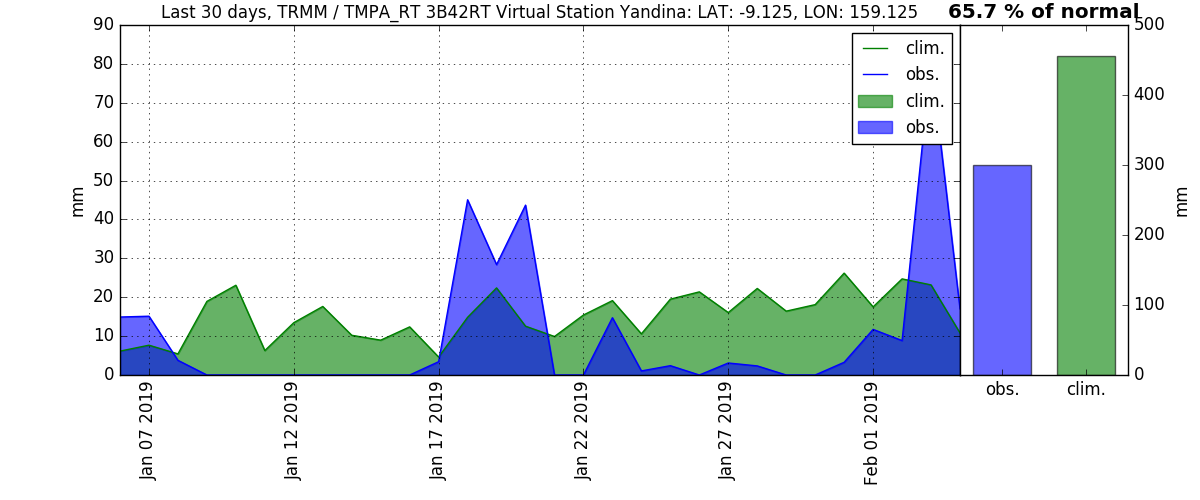 Last 30 days, TRMM / TMPA_RT 3B42RT Virtual Station Yandina: LAT: -9.125, LON: 159.125
65.7 % of normal
90
80
70
60
50
40
30
20
10
0
mm
clim.
obs.
clim.
obs.
Jan 07 2019
Jan 12 2019
Jan 17 2019
Jan 22 2019
Jan 27 2019
Feb 01 2019
500
400
300
200
100
0
mm
obs.
clim.